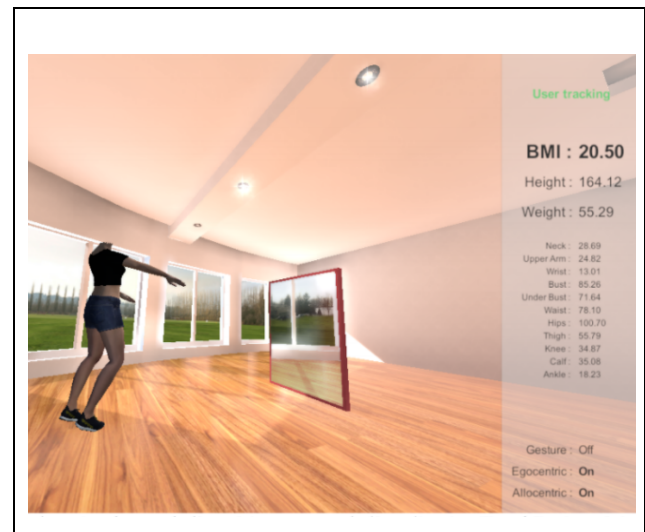 User tracking
BMI : 20.50
Height : 164.12
Weight : 55.29
Neck : 28.69
Upper Arm : 24.82
Wrist : 13.01
Bust : 85.26
Under Bust : 71.64
Waist : 78.10
Hips : 100.70
Thigh : 55.79
Knee : 34.87
Calf : 35.06
Ankle : 18.23
Gesture : Off
Egocentric : On
Allocentric : On